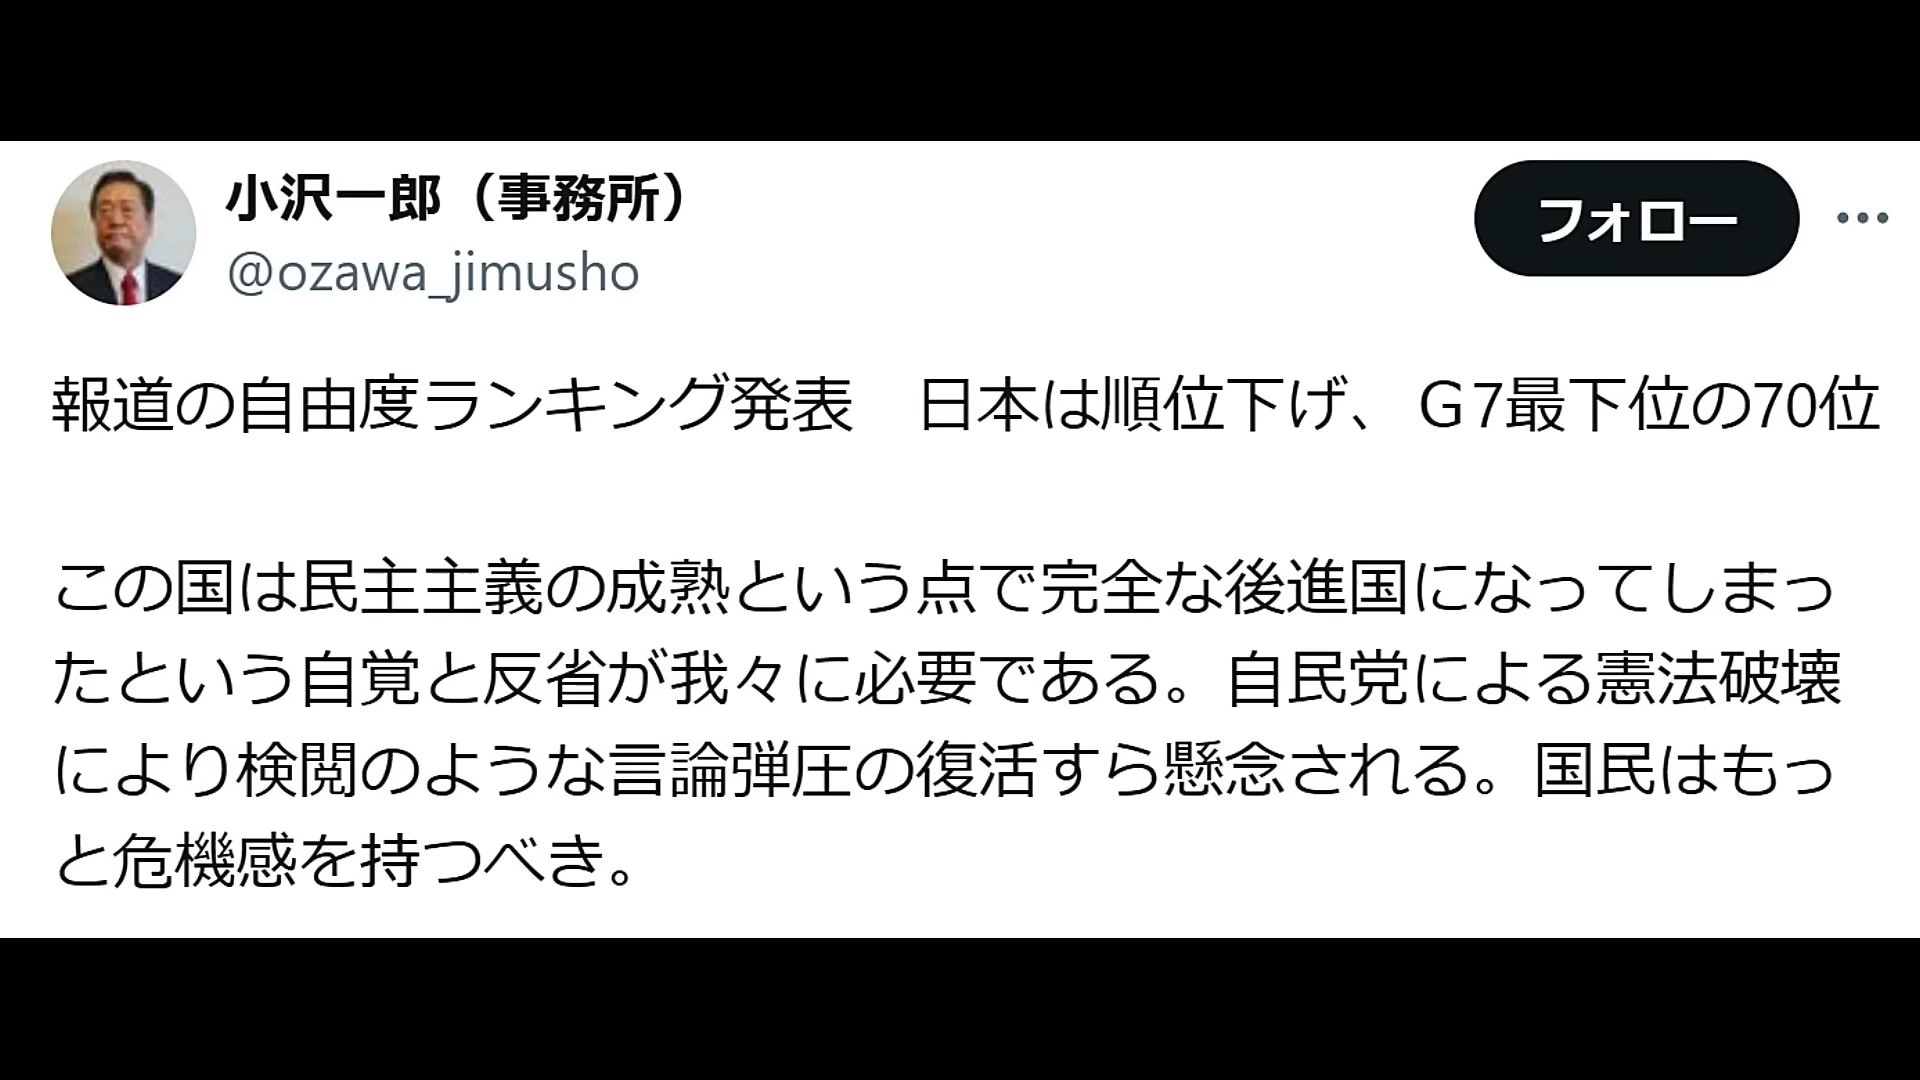 小沢一郎（事務所）
フォロー
@ozawa_jimusho
報道の自由度ランキング発表　日本は順位下げ、Ｇ7最下位の70位
この国は民主主義の成熟という点で完全な後進国になってしまっ
たという自覚と反省が我々に必要である。自民党による憲法破壊
により検閲のような言論弾圧の復活すら懸念される。国民はもっ
と危機感を持つべき。